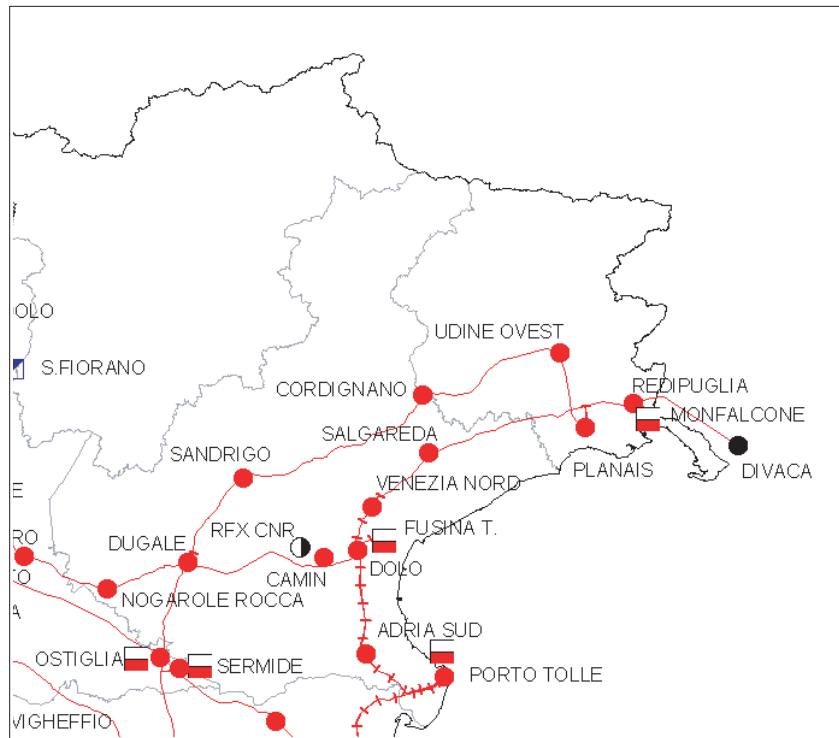 OLO
S.FIORANO
UDINE OVEST
CORDIGNANO
REDIPUGLIA
MONFALCONE
SALGAREDA
SANDRIGO
PLANAIS
DIVACA
VENEZIA NORD
E
RFX CNR
FUSINA T.
RO
DUGALE
TO
CAMIN
DOLO
NOGAROLE ROCCA
A
ADRIA SUD
OSTIGLIA
SERMIDE
PORTO TOLLE
VIGHEFFIO